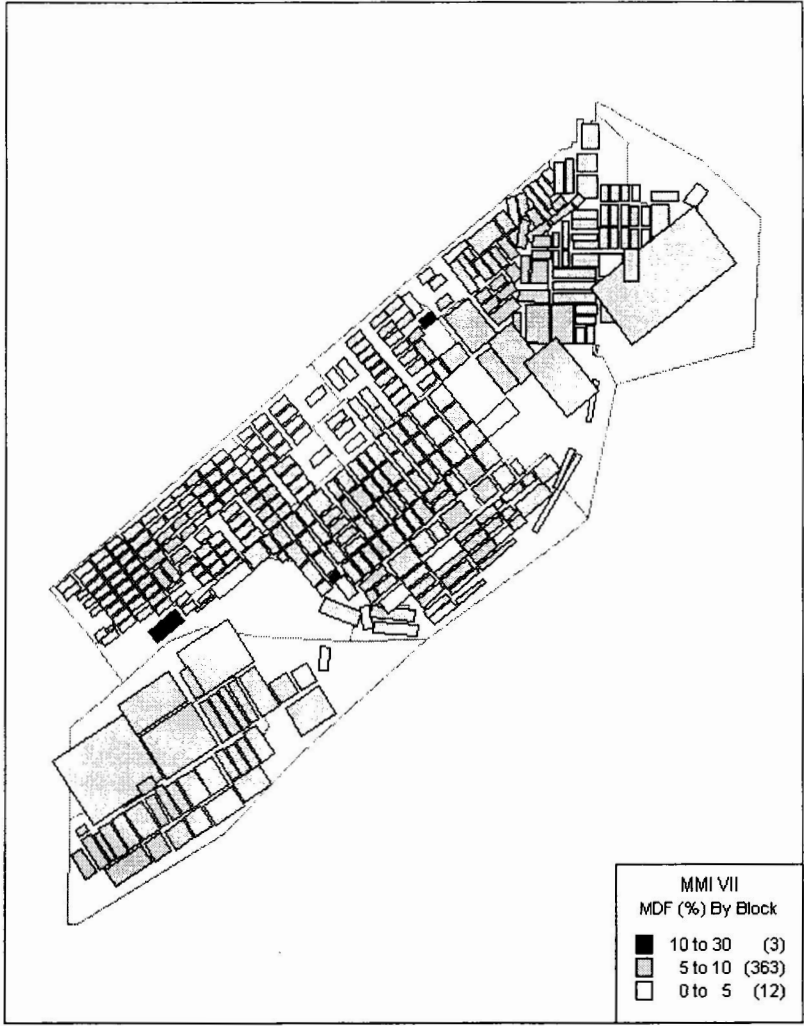 MMI VII
MDF (%) By Block
10 to 30 (3)
5 to 10 (363)
0 to 5 (12)